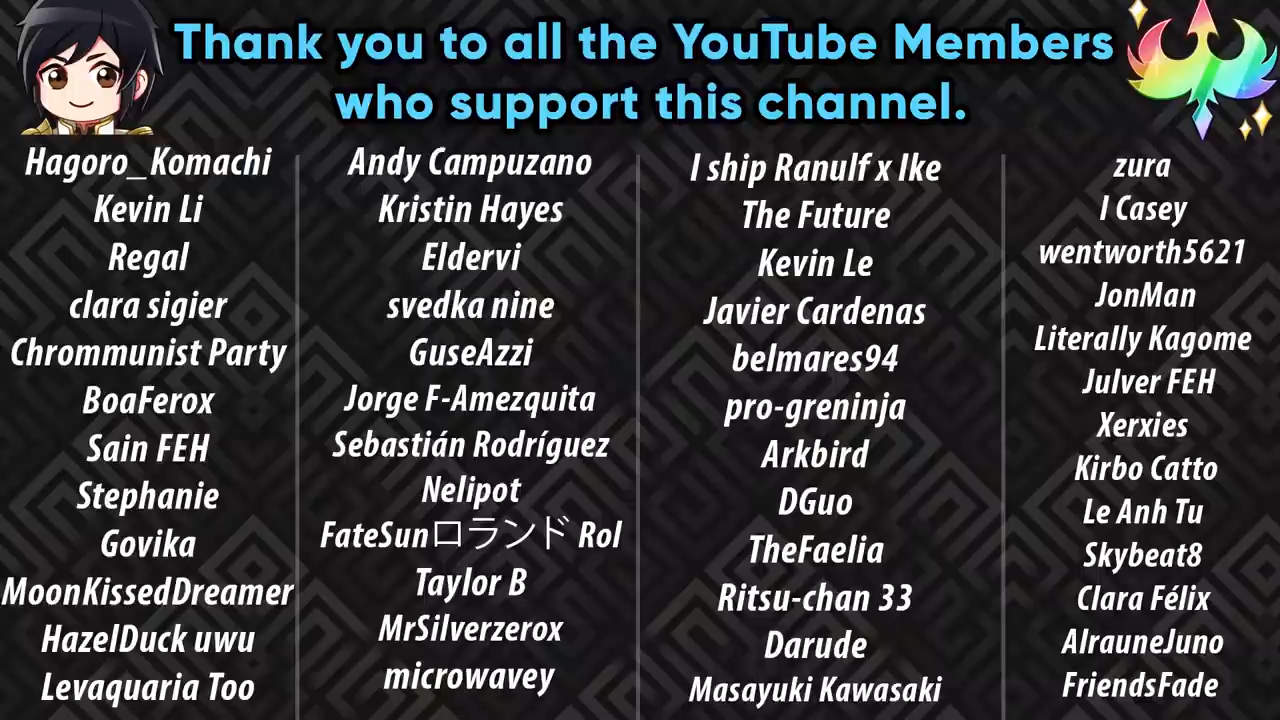 Thank you to all the YouTube Members
who support this channel.
Hagoro_Komachi
Kevin Li
Regal
clara sigier
Chrommunist Party
BoaFerox
Sain FEH
Stephanie
Govika
MoonKissedDreamer
HazelDuck uwu
Levaquaria Too
Andy Campuzano
Kristin Hayes
Eldervi
svedka nine
GuseAzzi
Jorge F-Amezquita
Sebastián Rodríguez
Nelipot
FateSunロランド Rol
Taylor B
MrSilverzerox
microwavey
I ship Ranulf x Ike
The Future
Kevin Le
Javier Cardenas
belmares94
pro-greninja
Arkbird
DGuo
TheFaelia
Ritsu-chan 33
Darude
Masayuki Kawasaki
zura
I Casey
wentworth5621
JonMan
Literally Kagome
Julver FEH
Xerxies
Kirbo Catto
Le Anh Tu
Skybeat8
Clara Félix
AlrauneJuno
FriendsFade